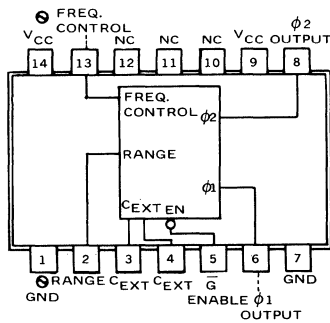 ⊘ FREQ.
VCC CONTROL NC NC NC VCC ϕ2 OUTPUT
14 13 12 11 10 9 8
FREQ.
CONTROL
ϕ2
RANGE
ϕ1
CEXT EN
1 2 3 4 5 6 7
⊘ RANGE CEXT CEXT G̅ GND
GND ENABLE ϕ1
OUTPUT